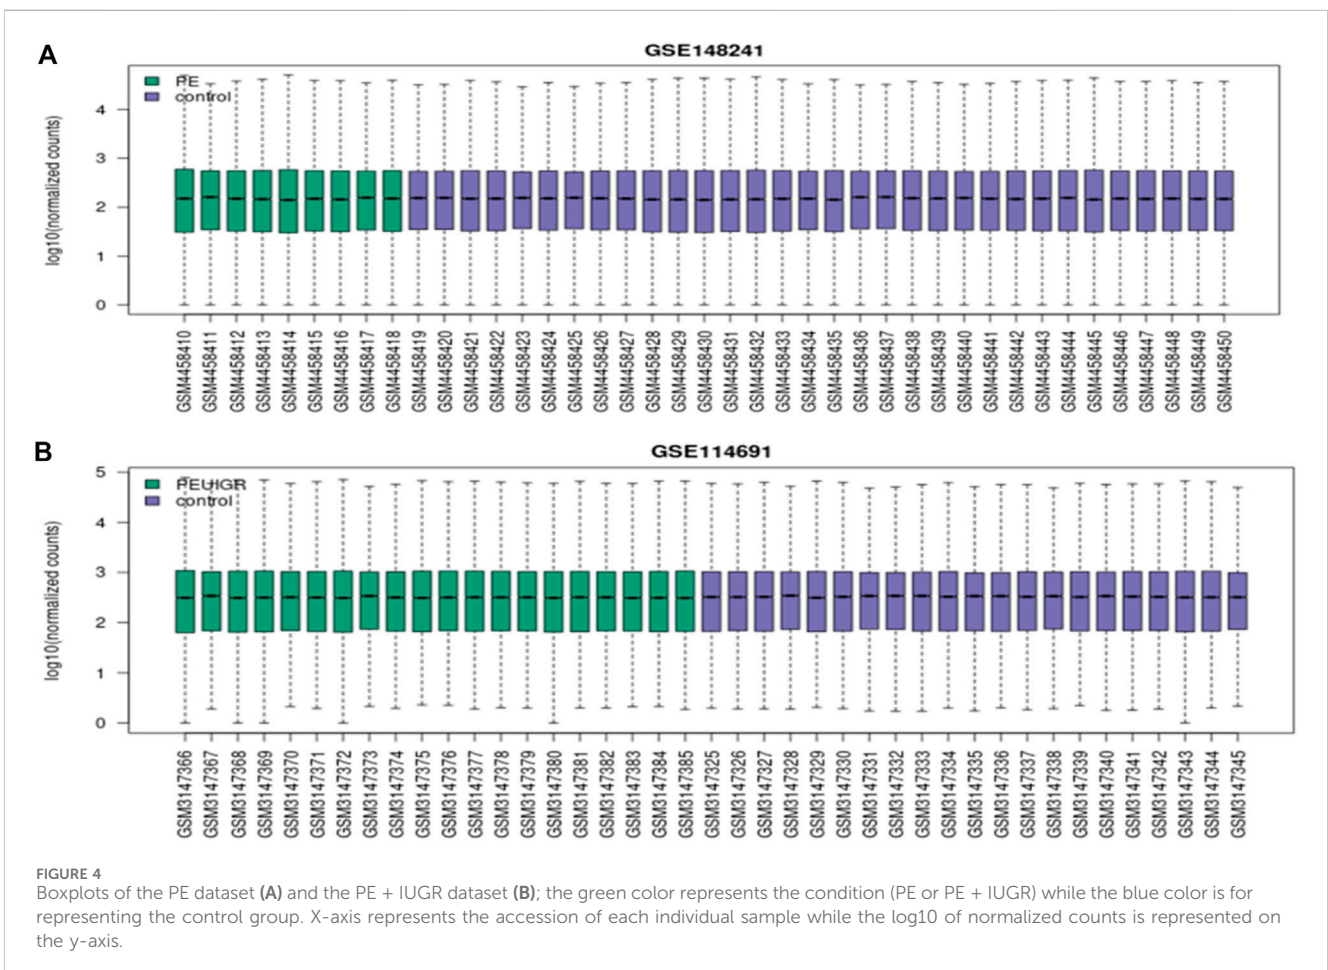 A
GSE148241
PE
control
log10(normalized counts)
4
3
2
1
0
GSM4458410
GSM4458411
GSM4458412
GSM4458413
GSM4458414
GSM4458415
GSM4458416
GSM4458417
GSM4458418
GSM4458419
GSM4458420
GSM4458421
GSM4458422
GSM4458423
GSM4458424
GSM4458425
GSM4458426
GSM4458427
GSM4458428
GSM4458429
GSM4458430
GSM4458431
GSM4458432
GSM4458433
GSM4458434
GSM4458435
GSM4458436
GSM4458437
GSM4458438
GSM4458439
GSM4458440
GSM4458441
GSM4458442
GSM4458443
GSM4458444
GSM4458445
GSM4458446
GSM4458447
GSM4458448
GSM4458449
GSM4458450
B
GSE114691
PEUIGR
control
log10(normalized counts)
5
4
3
2
1
0
GSM3147366
GSM3147367
GSM3147368
GSM3147369
GSM3147370
GSM3147371
GSM3147372
GSM3147373
GSM3147374
GSM3147375
GSM3147376
GSM3147377
GSM3147378
GSM3147379
GSM3147380
GSM3147381
GSM3147382
GSM3147383
GSM3147384
GSM3147385
GSM3147325
GSM3147326
GSM3147327
GSM3147328
GSM3147329
GSM3147330
GSM3147331
GSM3147332
GSM3147333
GSM3147334
GSM3147335
GSM3147336
GSM3147337
GSM3147338
GSM3147339
GSM3147340
GSM3147341
GSM3147342
GSM3147343
GSM3147344
GSM3147345
FIGURE 4
Boxplots of the PE dataset (A) and the PE + IUGR dataset (B); the green color represents the condition (PE or PE + IUGR) while the blue color is for
representing the control group. X-axis represents the accession of each individual sample while the log10 of normalized counts is represented on
the y-axis.